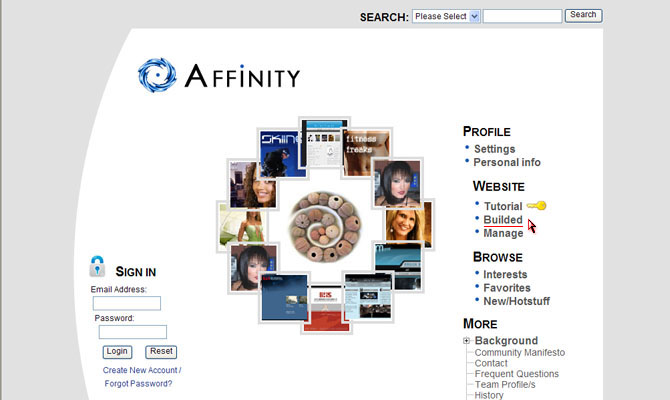 SEARCH: Please Select Search
AFFINITY
SKIING
fitness
freaks
PROFILE
Settings
Personal info
WEBSITE
Tutorial
Builded
Manage
BROWSE
Interests
Favorites
New/Hotstuff
MORE
Background
Community Manifesto
Contact
Frequent Questions
Team Profile/s
History
SIGN IN
Email Address:
Password:
Login Reset
Create New Account /
Forgot Password?